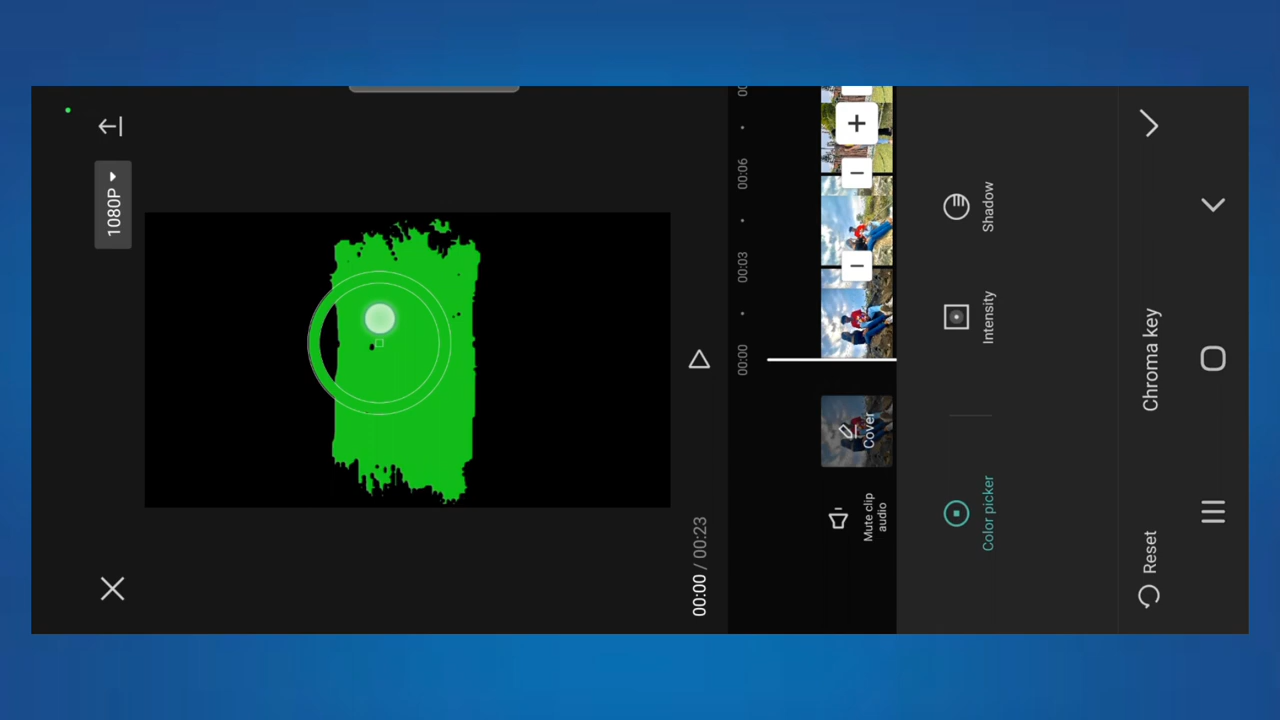 1080P
00:00 / 00:23
00:00
00:03
00:06
Mute clip
audio
Cover
Color picker
Intensity
Shadow
Reset
Chroma key